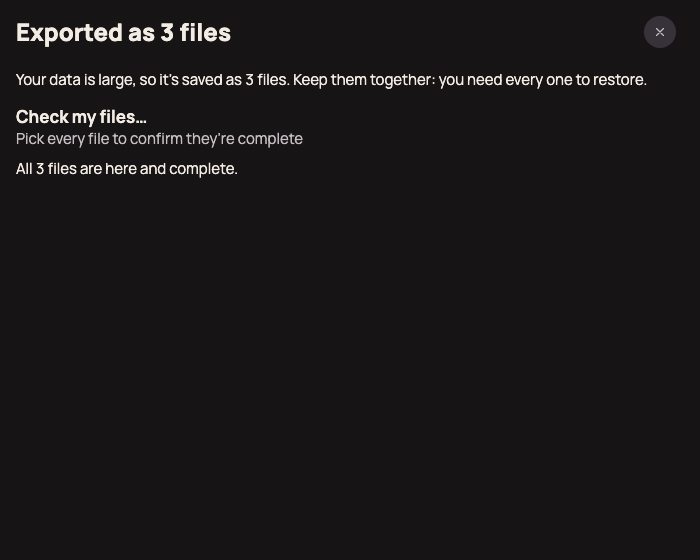 Exported as 3 files
Your data is large, so it's saved as 3 files. Keep them together: you need every one to restore.
Check my files…
Pick every file to confirm they're complete
All 3 files are here and complete.